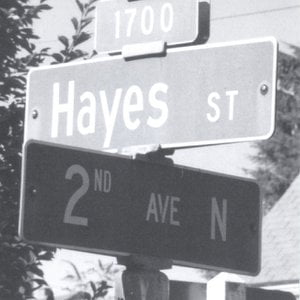 1700
Hayes ST
2ND AVE N